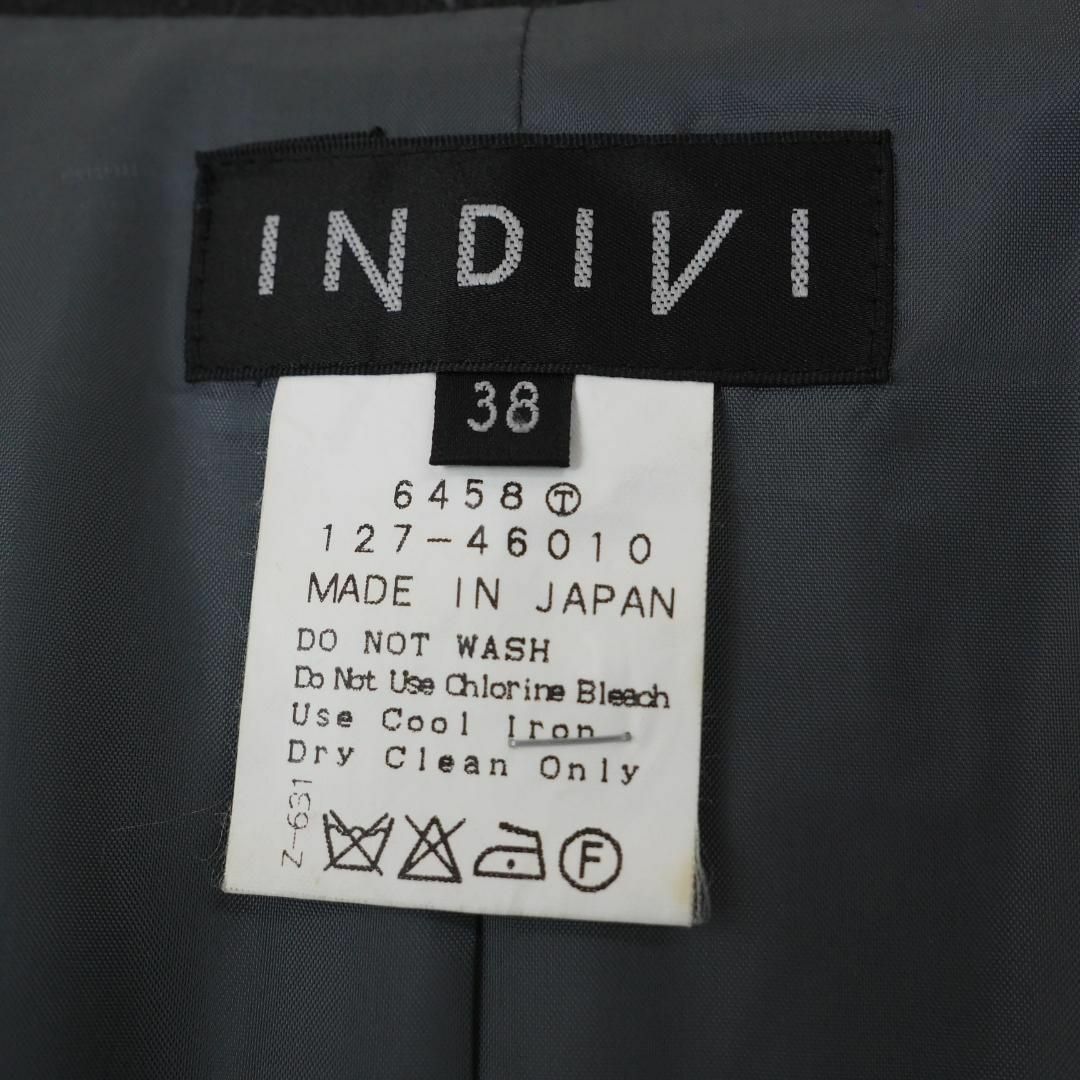 INDIVI
38
6458 Ⓣ
127-46010
MADE IN JAPAN
DO NOT WASH
Do Not Use Chlorine Bleach
Use Cool Iron
Dry Clean Only
Z-631
F